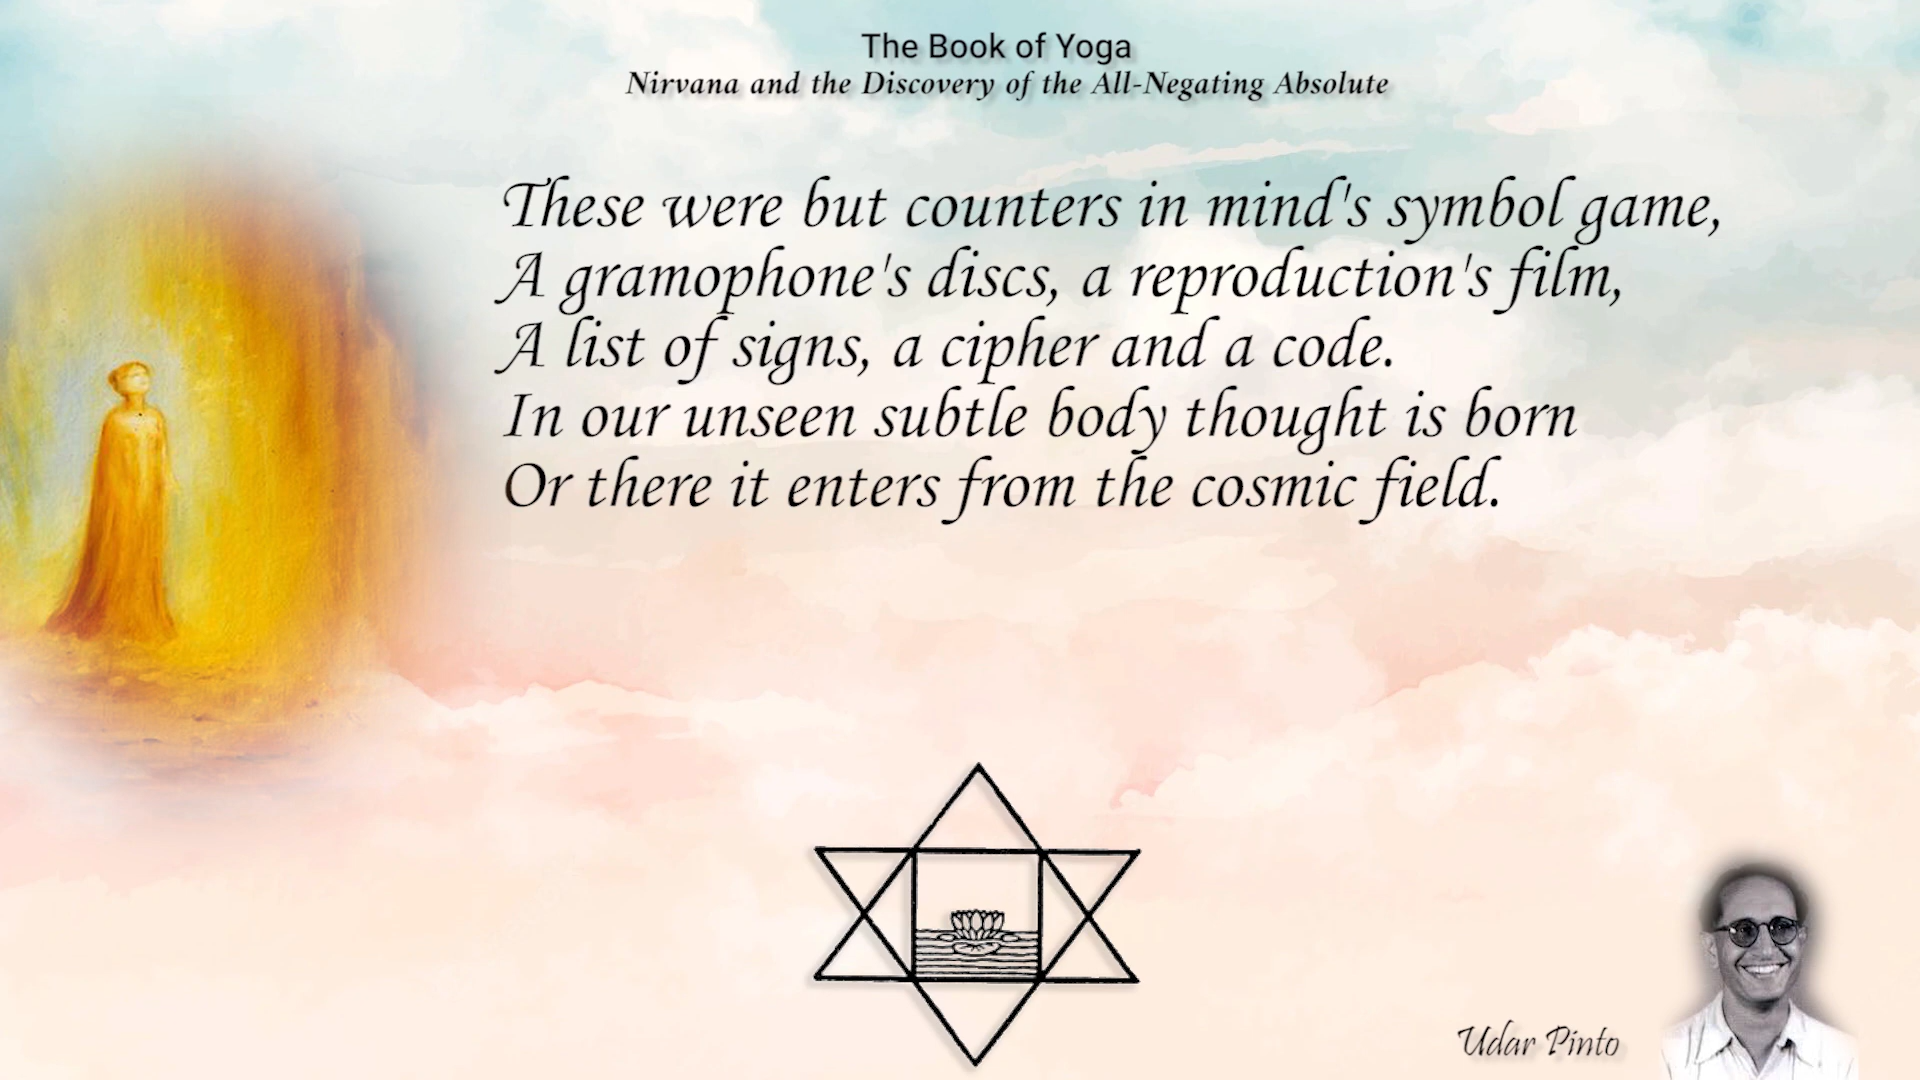 The Book of Yoga
Nirvana and the Discovery of the All-Negating Absolute
These were but counters in mind's symbol game,
A gramophone's discs, a reproduction's film,
A list of signs, a cipher and a code.
In our unseen subtle body thought is born
Or there it enters from the cosmic field.
Udar Pinto